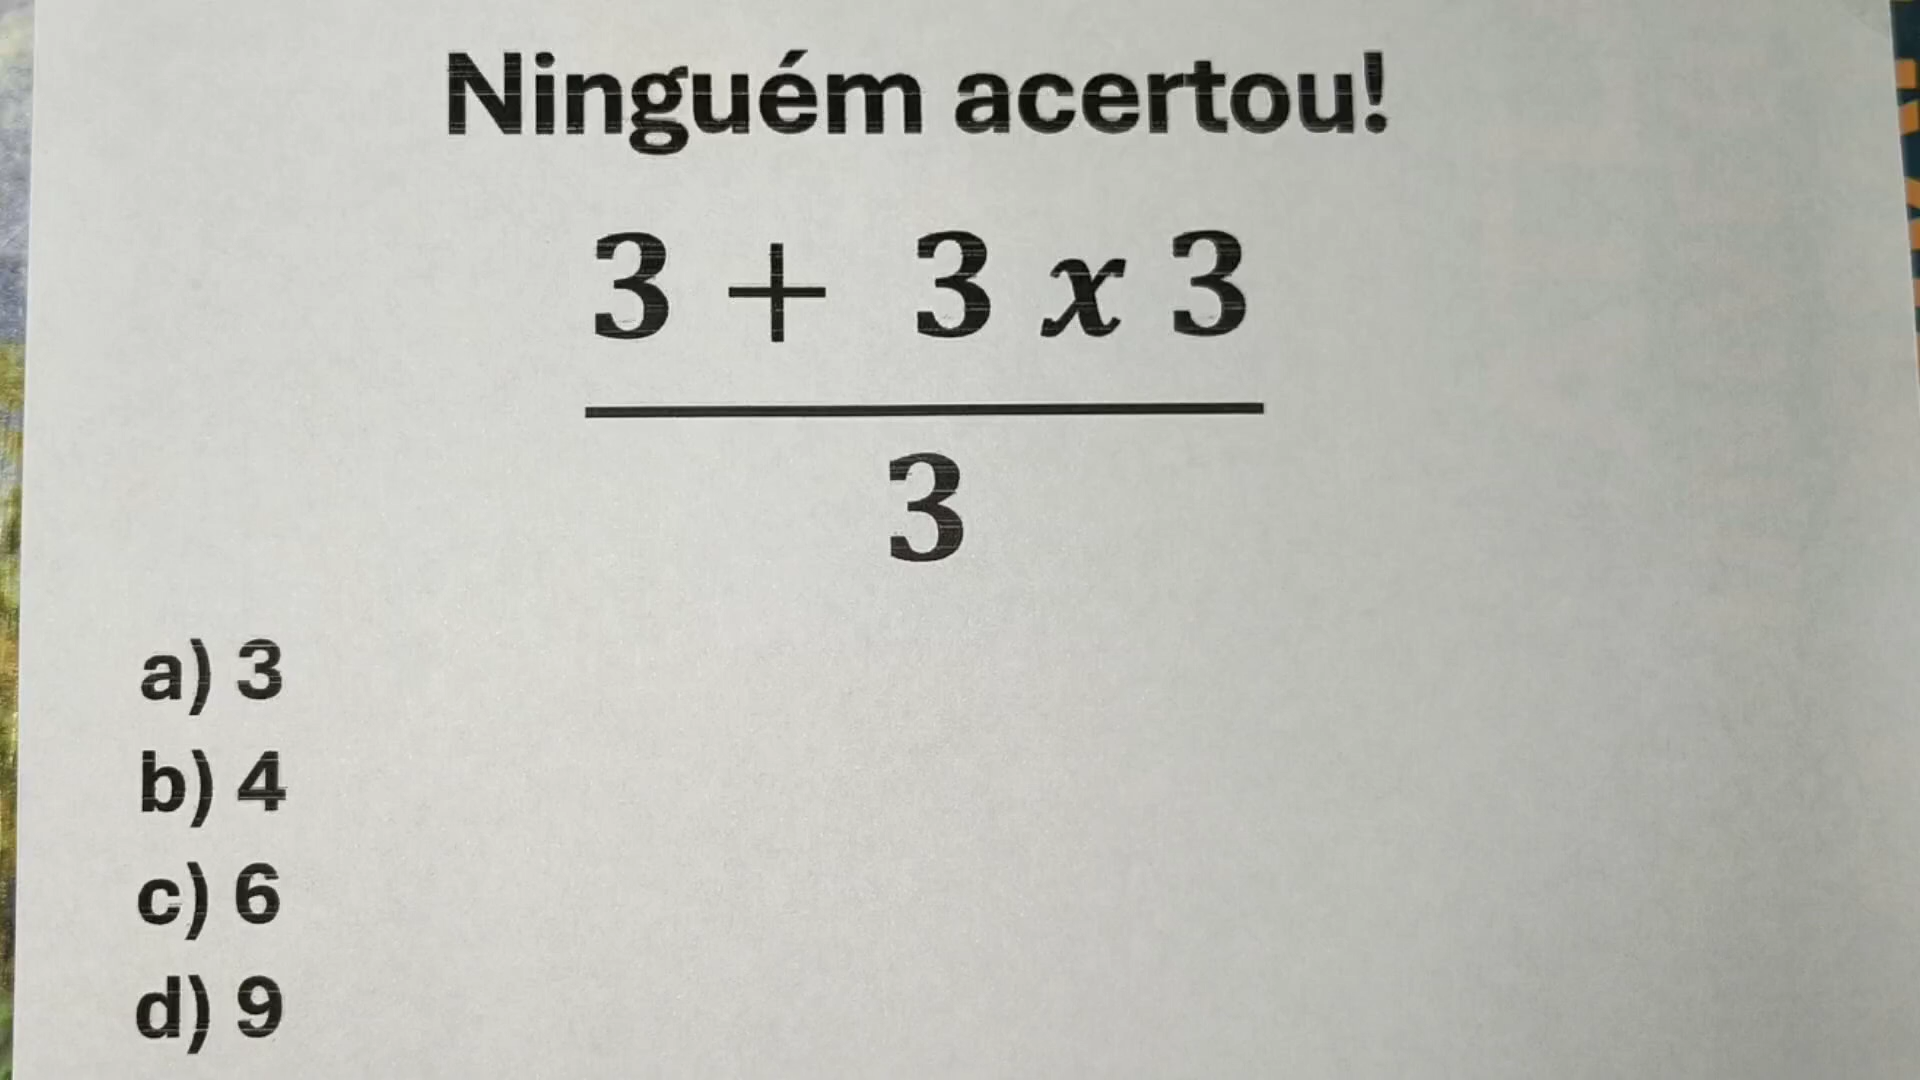 Ninguém acertou!
3 + 3 x 3
3
a) 3
b) 4
c) 6
d) 9